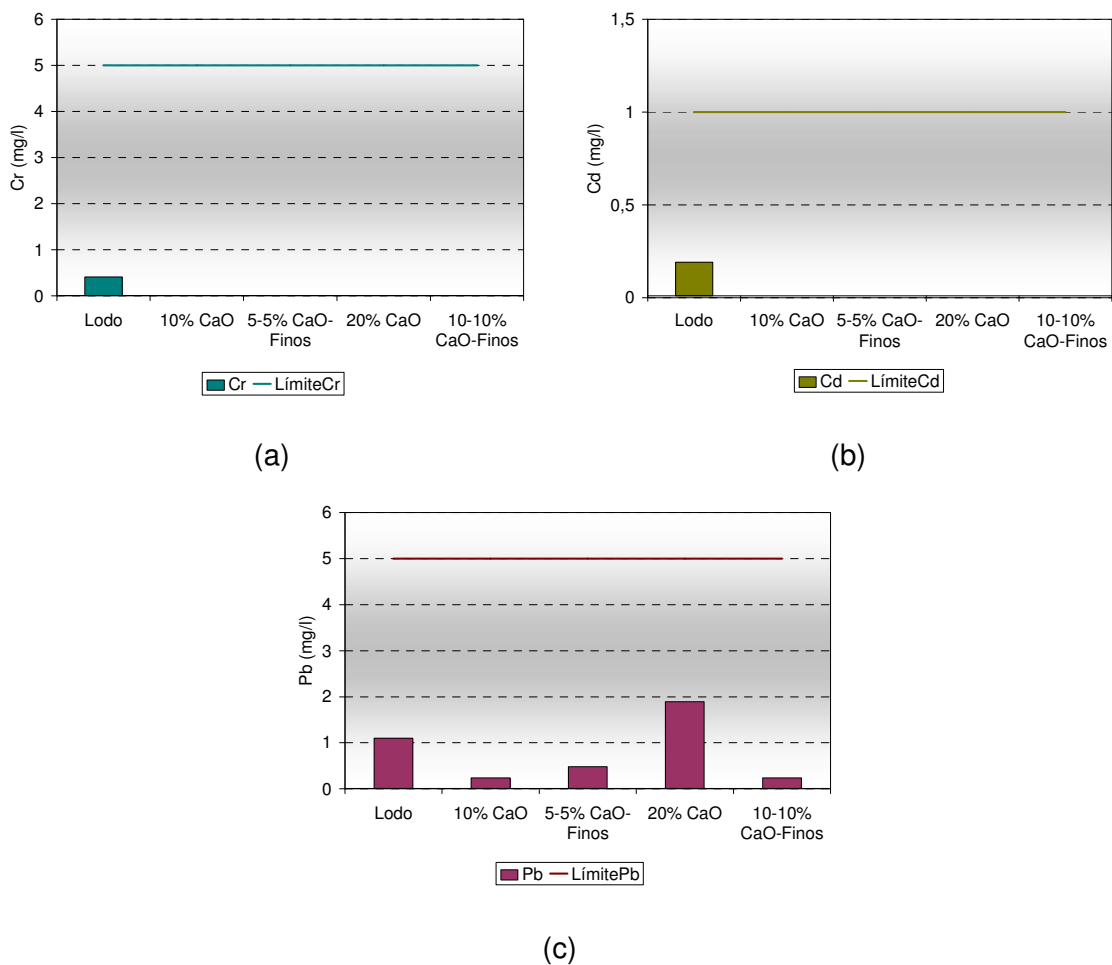 6
5
4
3
2
1
0
Cr (mg/l)
Lodo 10% CaO 5-5% CaO- 20% CaO 10-10%
Finos CaO-Finos
Cr LímiteCr
(a)
1,5
1
0,5
0
Cd (mg/l)
Lodo 10% CaO 5-5% CaO- 20% CaO 10-10%
Finos CaO-Finos
Cd LímiteCd
(b)
6
5
4
3
2
1
0
Pb (mg/l)
Lodo 10% CaO 5-5% CaO- 20% CaO 10-10%
Finos CaO-Finos
Pb LímitePb
(c)